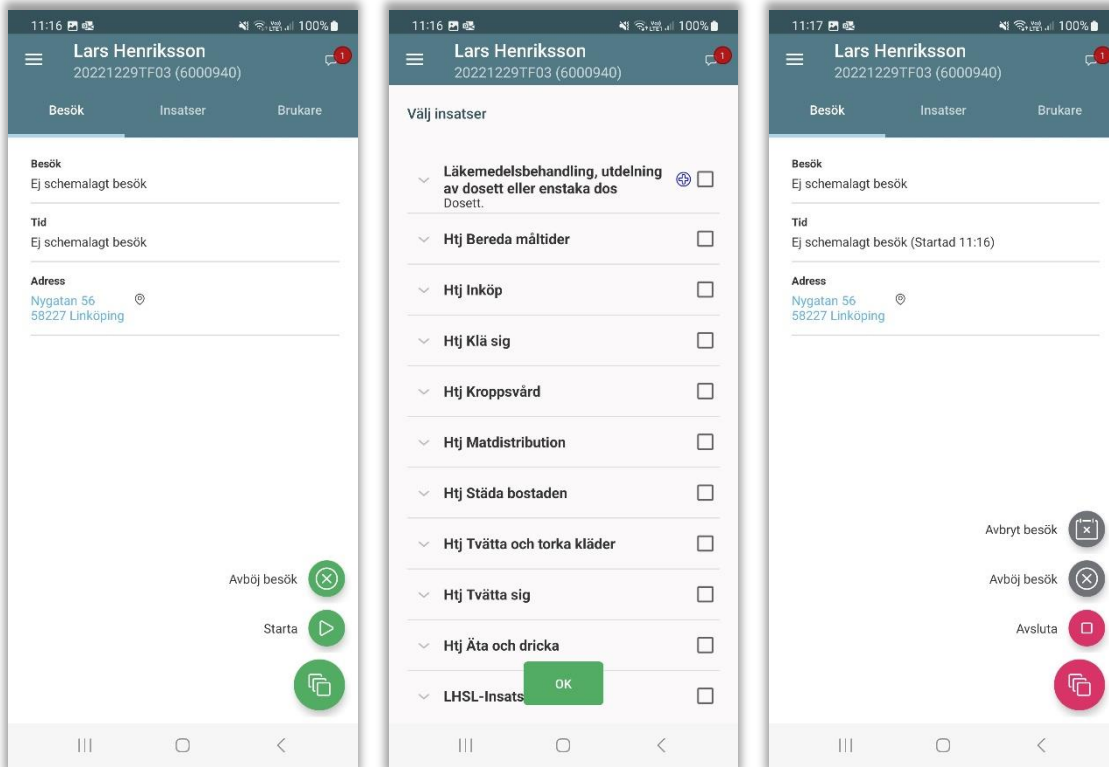 11:16 100%
Lars Henriksson
20221229TF03 (6000940)
1
Besök Insatser Brukare
Besök
Ej schemalagt besök
Tid
Ej schemalagt besök
Adress
Nygatan 56
58227 Linköping
Avböj besök
Starta
11:16 100%
Lars Henriksson
20221229TF03 (6000940)
1
Välj insatser
Läkemedelsbehandling, utdelning
av dosett eller enstaka dos
Dosett.
Htj Bereda måltider
Htj Inköp
Htj Klä sig
Htj Kroppsvård
Htj Matdistribution
Htj Städa bostaden
Htj Tvätta och torka kläder
Htj Tvätta sig
Htj Äta och dricka
OK
LHSL-Insats
11:17 100%
Lars Henriksson
20221229TF03 (6000940)
1
Besök Insatser Brukare
Besök
Ej schemalagt besök
Tid
Ej schemalagt besök (Startad 11:16)
Adress
Nygatan 56
58227 Linköping
Avbryt besök
Avböj besök
Avsluta